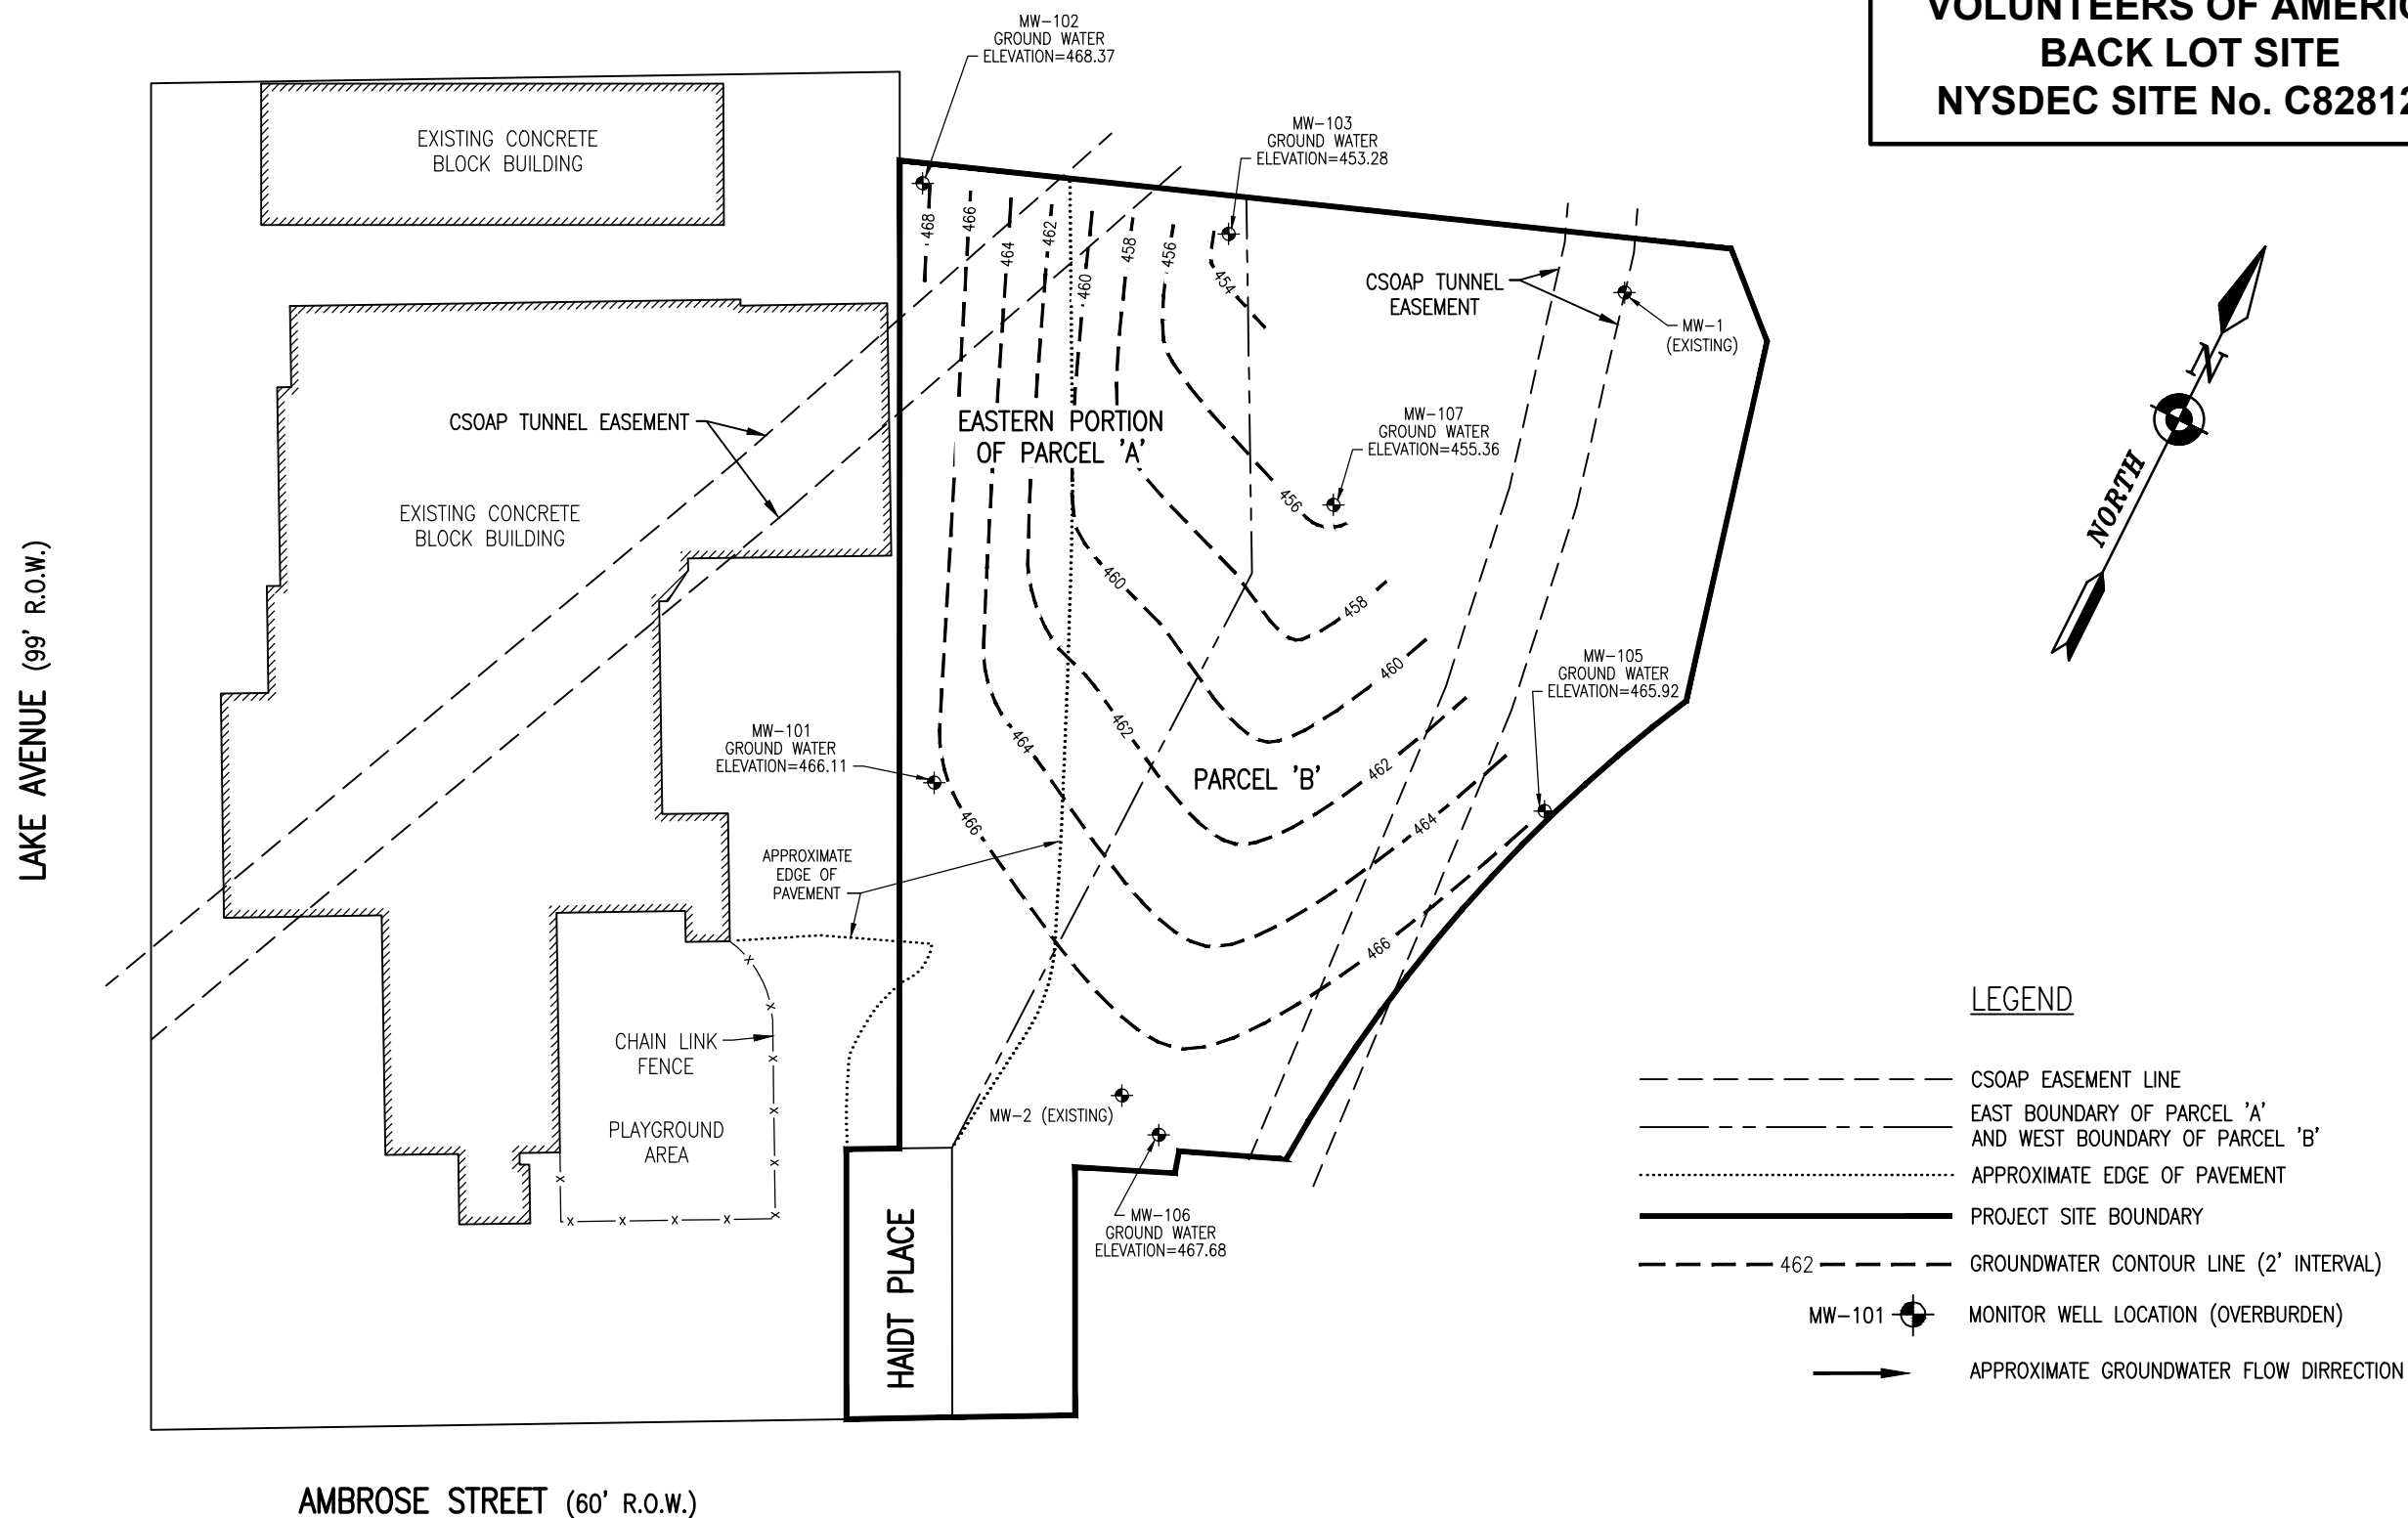 VOLUNTEERS OF AMERIC
BACK LOT SITE
NYSDEC SITE No. C82812
MW-102
GROUND WATER
ELEVATION=468.37
MW-103
GROUND WATER
ELEVATION=453.28
EXISTING CONCRETE
BLOCK BUILDING
468
466
464
462
460
458
456
454
CSOAP TUNNEL
EASEMENT
MW-1
(EXISTING)
N
NORTH
CSOAP TUNNEL EASEMENT
EASTERN PORTION
OF PARCEL 'A'
MW-107
GROUND WATER
ELEVATION=455.36
456
EXISTING CONCRETE
BLOCK BUILDING
LAKE AVENUE (99' R.O.W.)
460
458
460
462
464
466
MW-105
GROUND WATER
ELEVATION=465.92
MW-101
GROUND WATER
ELEVATION=466.11
PARCEL 'B'
462
464
466
APPROXIMATE
EDGE OF
PAVEMENT
CHAIN LINK
FENCE
PLAYGROUND
AREA
x
x
x
x
x
x
x
x
x
x
x
MW-2 (EXISTING)
MW-106
GROUND WATER
ELEVATION=467.68
HAIDT PLACE
AMBROSE STREET (60' R.O.W.)
LEGEND
CSOAP EASEMENT LINE
EAST BOUNDARY OF PARCEL 'A'
AND WEST BOUNDARY OF PARCEL 'B'
APPROXIMATE EDGE OF PAVEMENT
PROJECT SITE BOUNDARY
462 GROUNDWATER CONTOUR LINE (2' INTERVAL)
MW-101 MONITOR WELL LOCATION (OVERBURDEN)
APPROXIMATE GROUNDWATER FLOW DIRRECTION